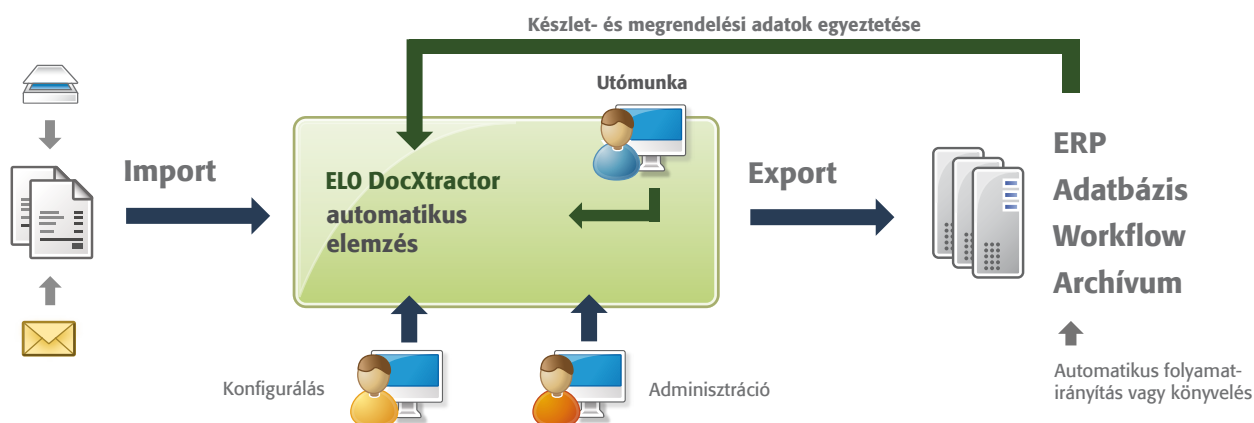 Készlet- és megrendelési adatok egyeztetése
Utómunka
Import
ELO DocXtractor
automatikus
elemzés
Export
ERP
Adatbázis
Workflow
Archívum
Konfigurálás
Adminisztráció
Automatikus folyamat-
irányítás vagy könyvelés